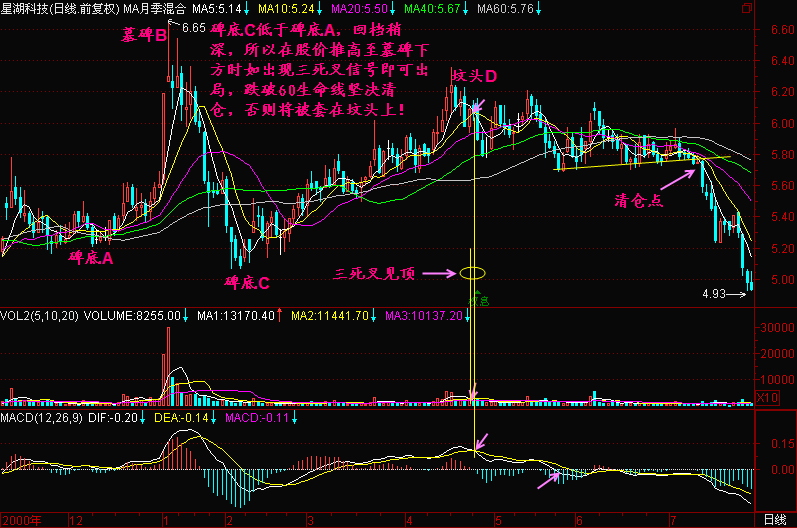 星湖科技(日线.前复权) MA月季混合 MA5:5.14↓ MA10:5.24↓ MA20:5.50↓ MA40:5.67↓ MA60:5.76↓
墓碑B
6.65
碑底C低于碑底A，回档稍
深，所以在股价推高至墓碑下
方时如出现三死叉信号即可出
局，跌破60生命线坚决清
仓，否则将被套在坟头上！
坟头D
6.60
6.40
6.20
6.00
5.80
5.60
5.40
5.20
5.00
清仓点
碑底A
碑底C
三死叉见顶
4.93
VOL2(5,10,20) VOLUME:8255.00↓ MA1:13170.40↑ MA2:11441.70↓ MA3:10137.20↓
30000
20000
10000
X10
MACD(12,26,9) DIF:-0.20↓ DEA:-0.14↓ MACD:-0.11↓
0.15
0.00
2000年 12 1 2 3 4 5 6 7 日线